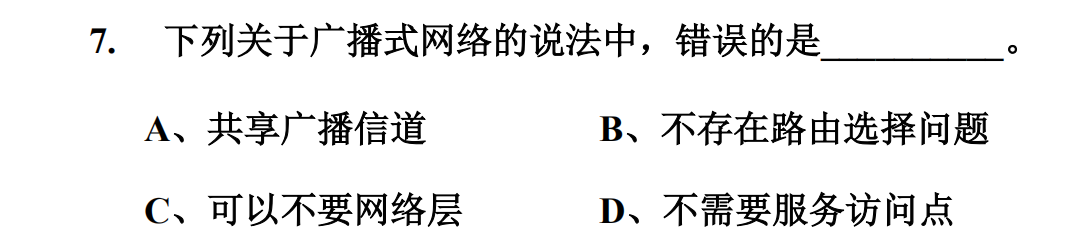 7. 下列关于广播式网络的说法中，错误的是__________。
A、共享广播信道 B、不存在路由选择问题
C、可以不要网络层 D、不需要服务访问点